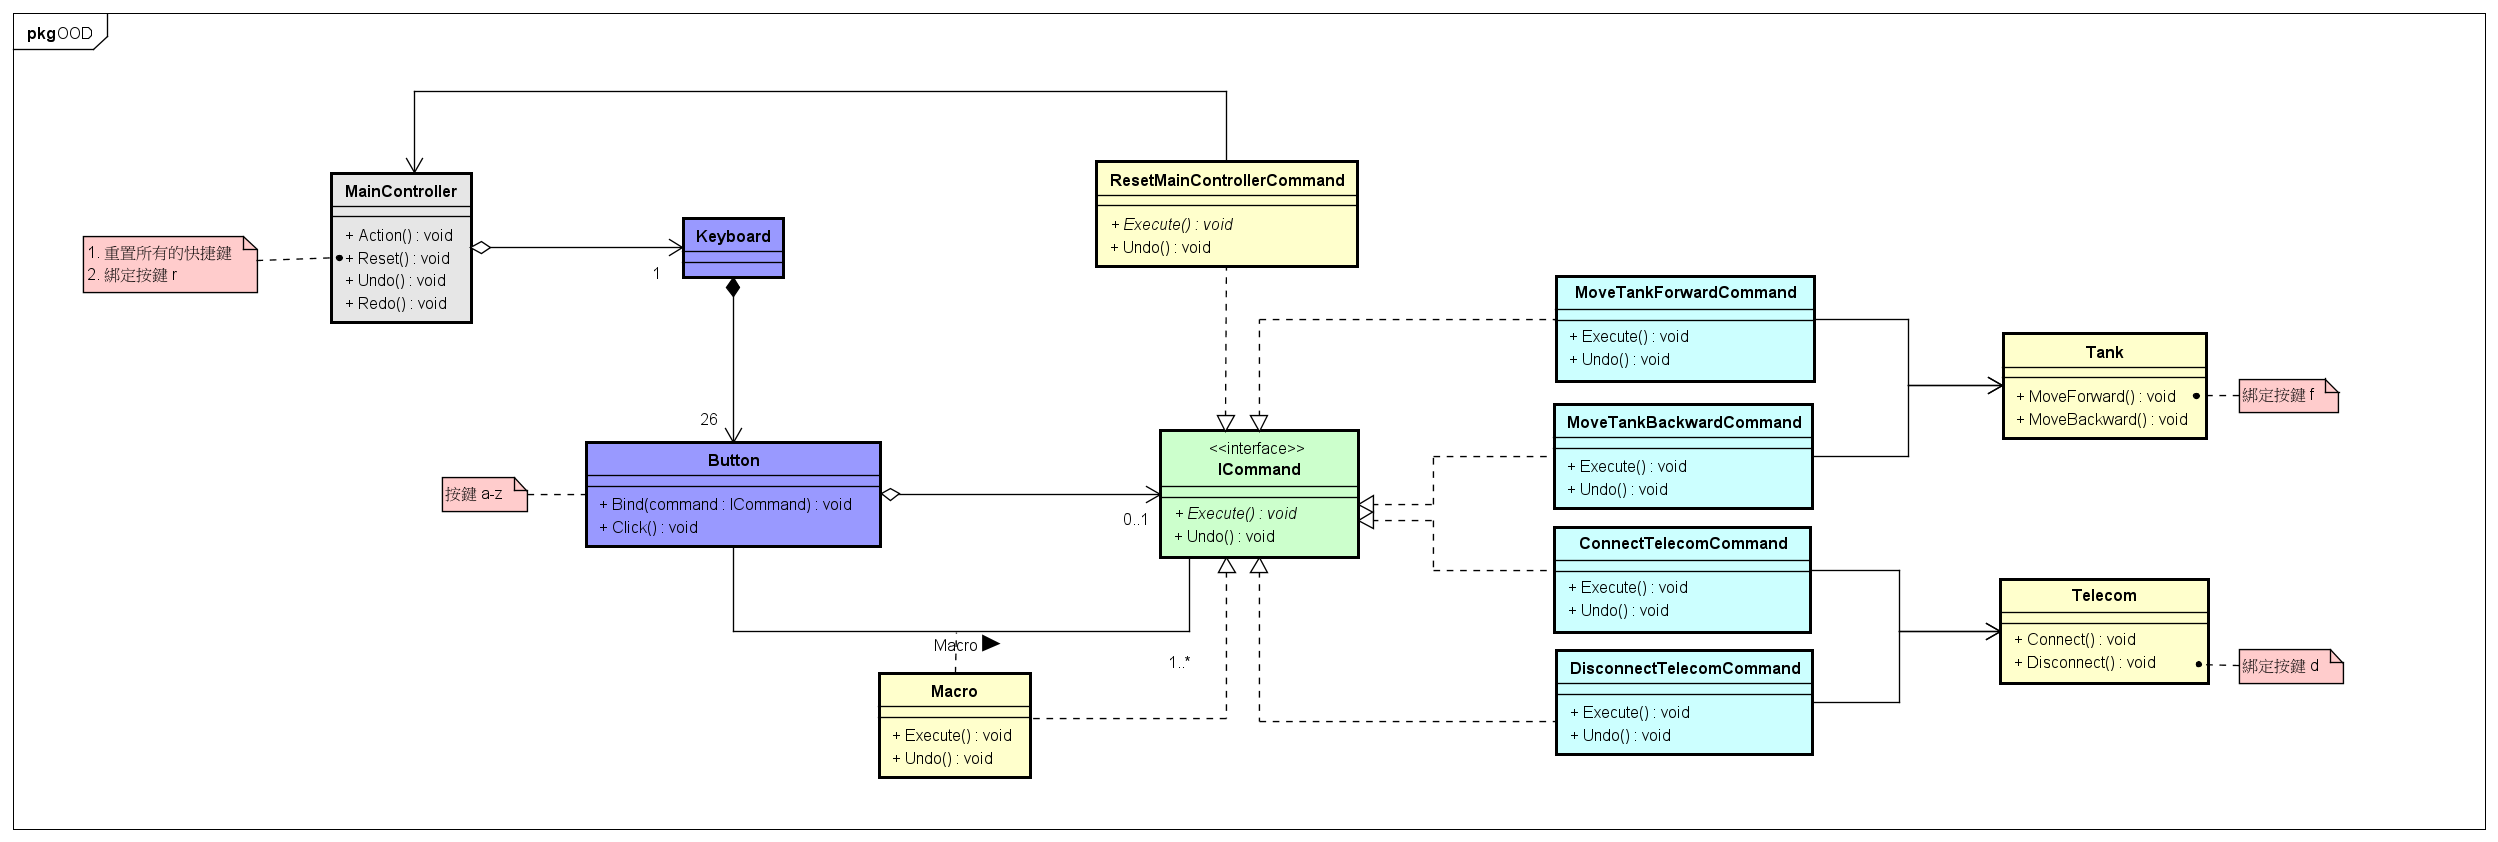 pkg OOD
MainController
+ Action() : void
+ Reset() : void
+ Undo() : void
+ Redo() : void
1. 重置所有的快捷鍵
2. 綁定按鍵 r
Keyboard
1
26
Button
+ Bind(command : ICommand) : void
+ Click() : void
按鍵 a-z
ResetMainControllerCommand
+ Execute() : void
+ Undo() : void
<<interface>>
ICommand
+ Execute() : void
+ Undo() : void
0..1
Macro
1..*
Macro
+ Execute() : void
+ Undo() : void
MoveTankForwardCommand
+ Execute() : void
+ Undo() : void
MoveTankBackwardCommand
+ Execute() : void
+ Undo() : void
ConnectTelecomCommand
+ Execute() : void
+ Undo() : void
DisconnectTelecomCommand
+ Execute() : void
+ Undo() : void
Tank
+ MoveForward() : void
+ MoveBackward() : void
綁定按鍵 f
Telecom
+ Connect() : void
+ Disconnect() : void
綁定按鍵 d